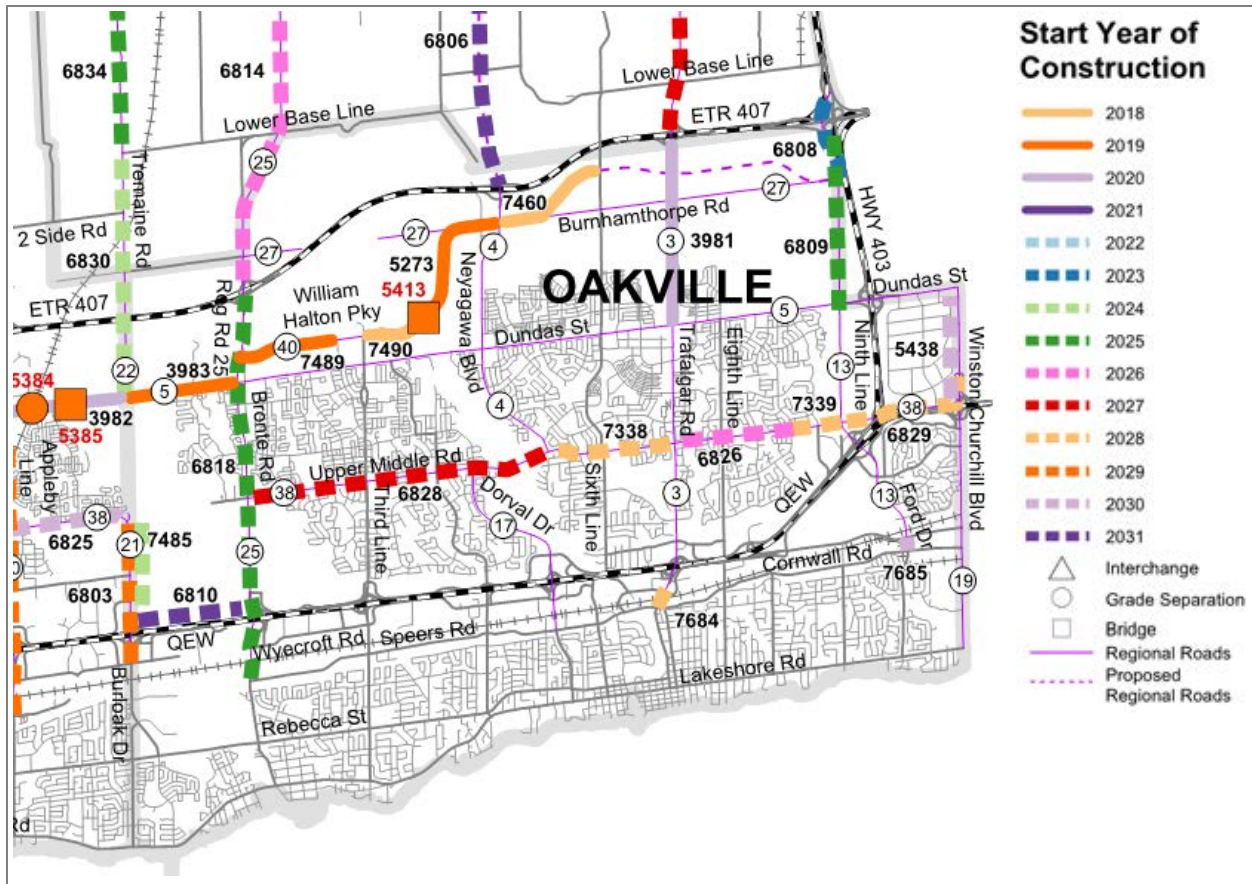 6834
6814
6806
Lower Base Line
ETR 407
Lower Base Line
6808
Tremaine Rd
25
7460
27
HWY 403
2 Side Rd
27
27
Burnhamthorpe Rd
4
3
3981
6809
6830
5273
Neyagawa Blvd
OAKVILLE
Dundas St
ETR 407
Reg Rd 25
William
Halton Pky
5413
5
Dundas St
40
7489
7490
Trafalgar Rd
Eighth Line
Ninth Line
5438
Winston Churchill Blvd
22
3983
5
13
5384
3982
5385
Bronte Rd
4
7339
38
6829
Appleby
Line
6818
Upper Middle Rd
7338
6826
38
6828
Third Line
Dorval Dr
Sixth Line
3
QEW
13
Ford Dr
38
6825
17
21
7485
25
Cornwall Rd
7685
19
6803
6810
7684
QEW
Wyecroft Rd
Speers Rd
Burloak Dr
Lakeshore Rd
Rebecca St
Rd
Start Year of
Construction
2018
2019
2020
2021
2022
2023
2024
2025
2026
2027
2028
2029
2030
2031
Interchange
Grade Separation
Bridge
Regional Roads
Proposed
Regional Roads